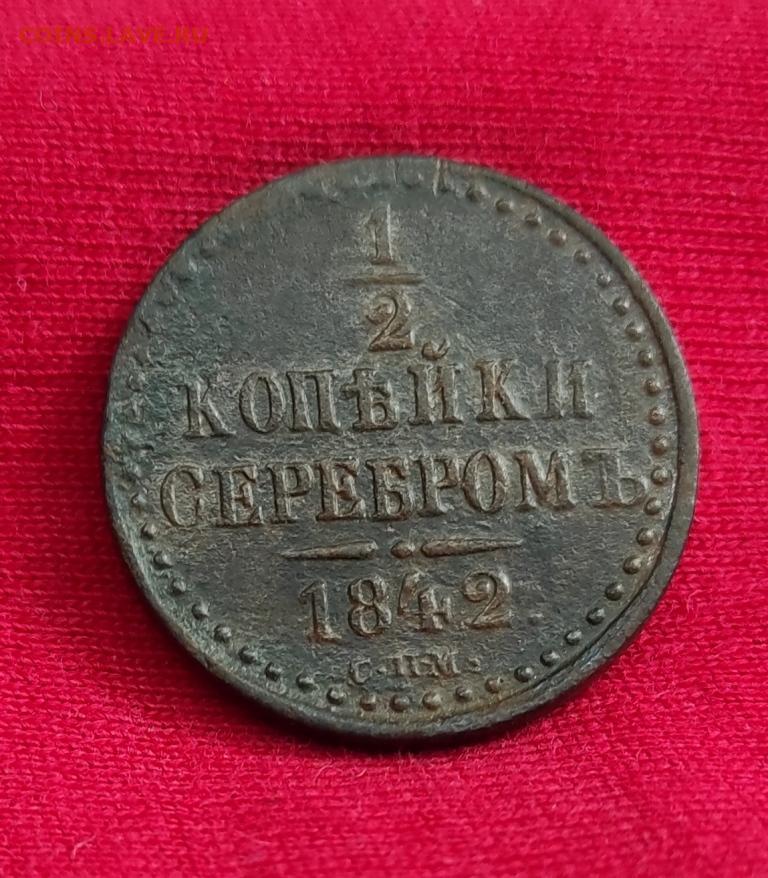 COINS.LAVE.RU
1
2
КОПѢЙКИ
СЕРЕБРОМЪ
1842.
С.П.М.